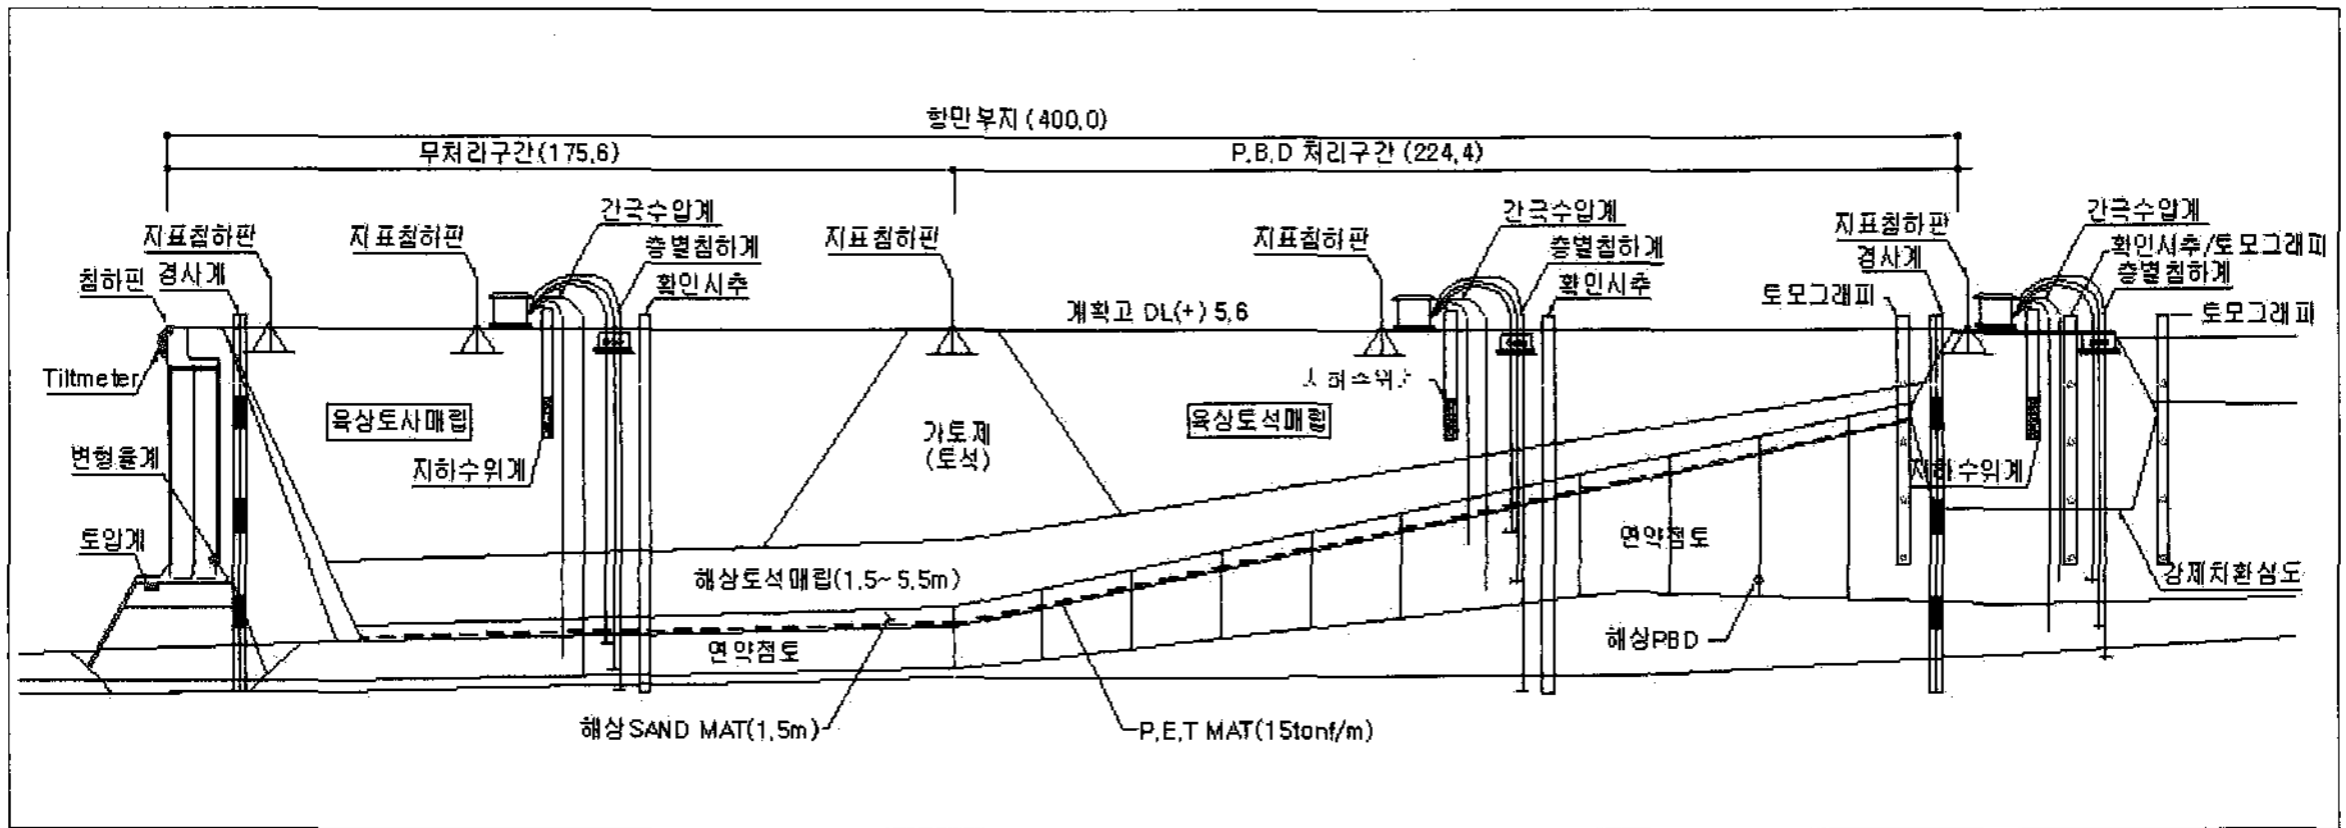 항만부지 (400,0)
무처리구간(175,6)
P,B,D 처리구간 (224,4)
간극수압계
간극수압계
간극수압계
지표침하판
지표침하판
지표침하판
지표침하판
지표침하판
층별침하계
층별침하계
확인시추/토모그래피
침하핀
경사계
확인시추
확인시추
경사계
층별침하계
계획고 DL(+) 5,6
토모그래피
토모그래피
Tiltmeter
육상토사매립
육상토석매립
가토제
(토석)
변형율계
지하수위계
지하수위계
토압계
연약점토
해상토석매립(1,5~5,5m)
강제치환심도
연약점토
해상PBD
해상SAND MAT(1,5m)
P,E,T MAT(15tonf/m)